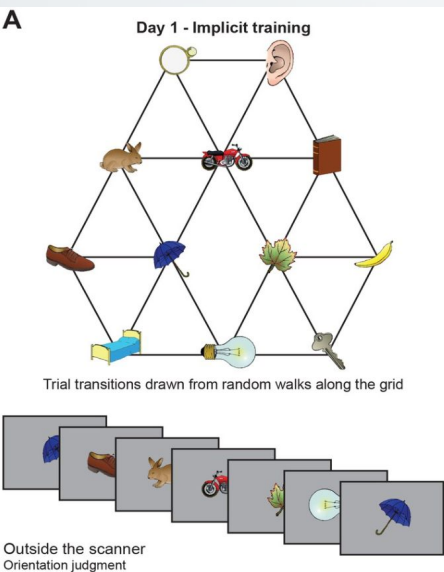 A
Day 1 - Implicit training
Trial transitions drawn from random walks along the grid
Outside the scanner
Orientation judgment